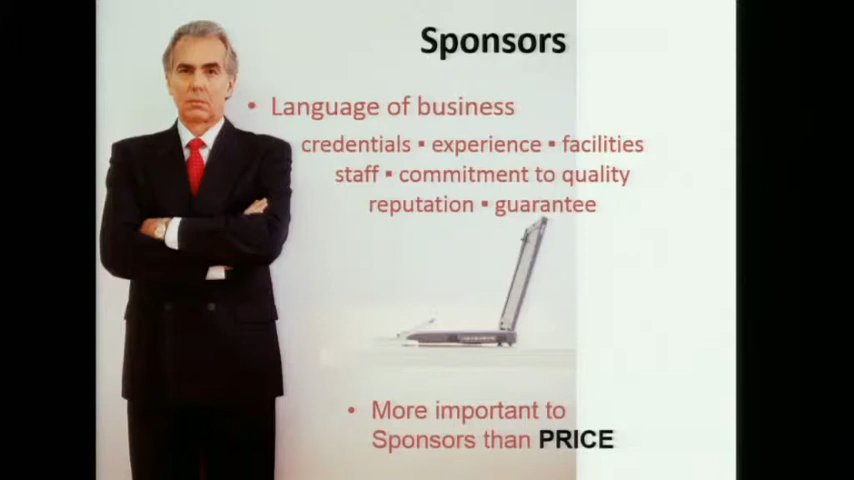 Sponsors
• Language of business
credentials ▪ experience ▪ facilities
staff ▪ commitment to quality
reputation ▪ guarantee
• More important to
Sponsors than PRICE